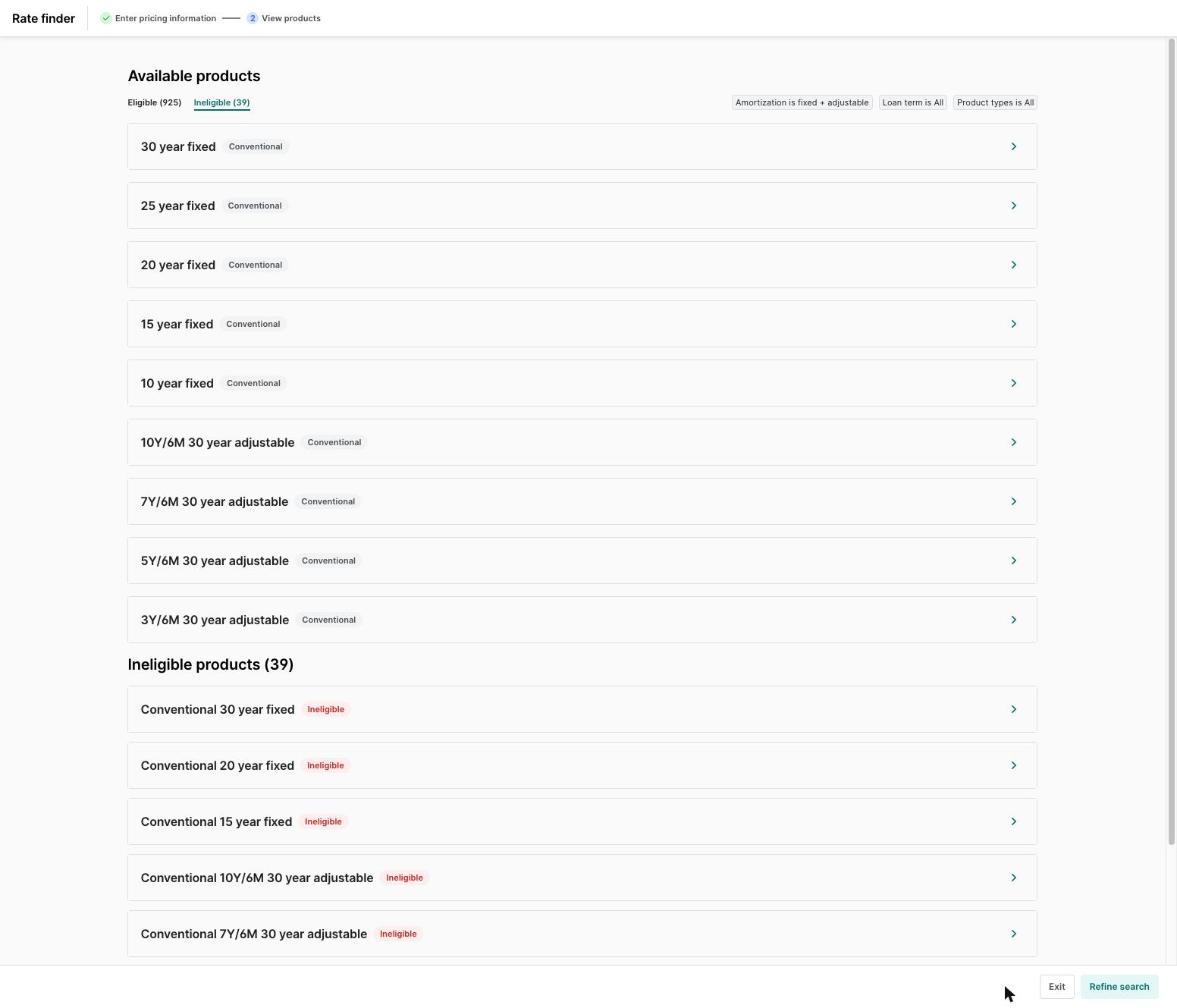 Rate finder
Enter pricing information
2 View products
Available products
Eligible (925) Ineligible (39)
Amortization is fixed + adjustable Loan term is All Product types is All
30 year fixed Conventional
25 year fixed Conventional
20 year fixed Conventional
15 year fixed Conventional
10 year fixed Conventional
10Y/6M 30 year adjustable Conventional
7Y/6M 30 year adjustable Conventional
5Y/6M 30 year adjustable Conventional
3Y/6M 30 year adjustable Conventional
Ineligible products (39)
Conventional 30 year fixed Ineligible
Conventional 20 year fixed Ineligible
Conventional 15 year fixed Ineligible
Conventional 10Y/6M 30 year adjustable Ineligible
Conventional 7Y/6M 30 year adjustable Ineligible
Exit Refine search